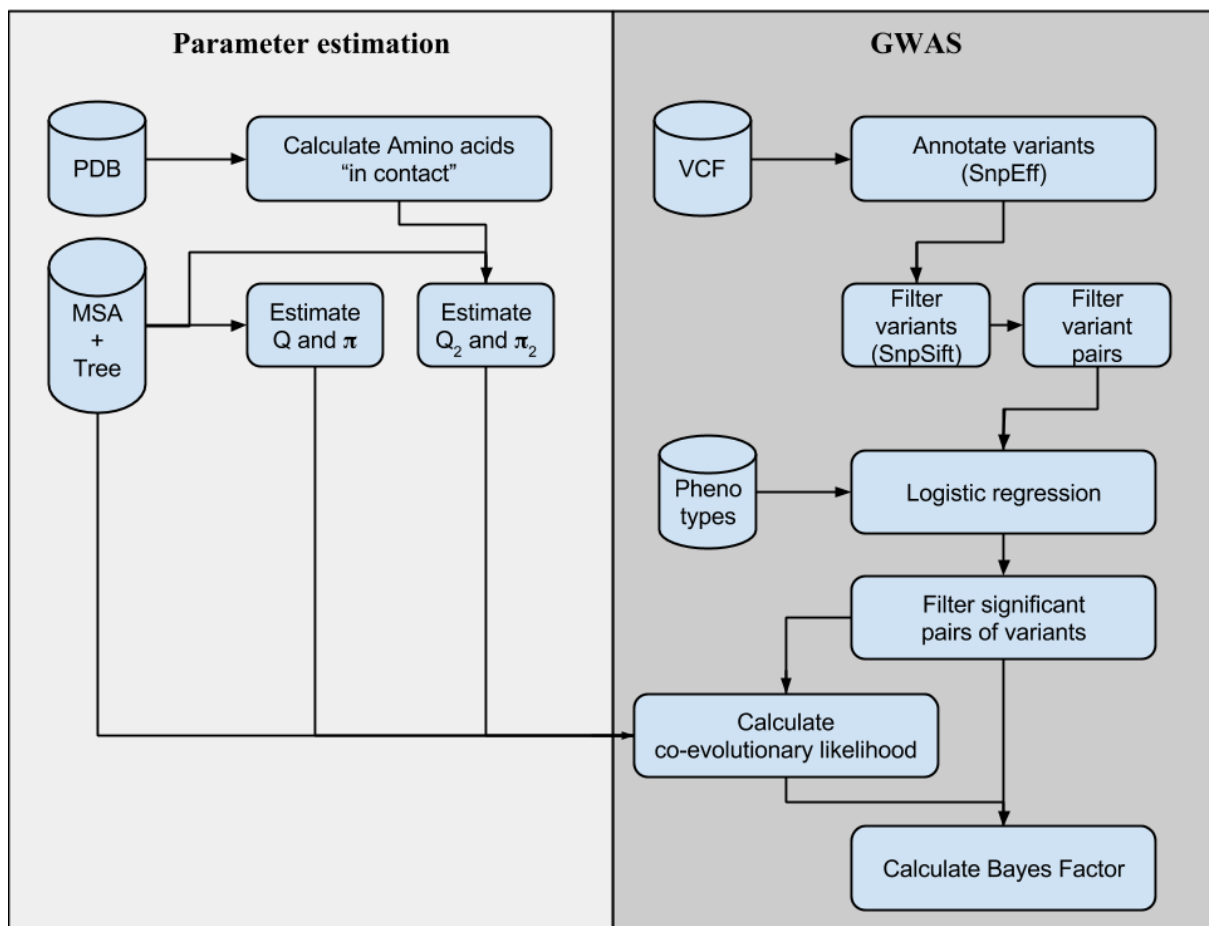 Parameter estimation
GWAS
PDB
Calculate Amino acids
“in contact”
VCF
Annotate variants
(SnpEff)
MSA
+
Tree
Estimate
Q and π
Estimate
Q₂ and π₂
Filter
variants
(SnpSift)
Filter
variant
pairs
Pheno
types
Logistic regression
Filter significant
pairs of variants
Calculate
co-evolutionary likelihood
Calculate Bayes Factor